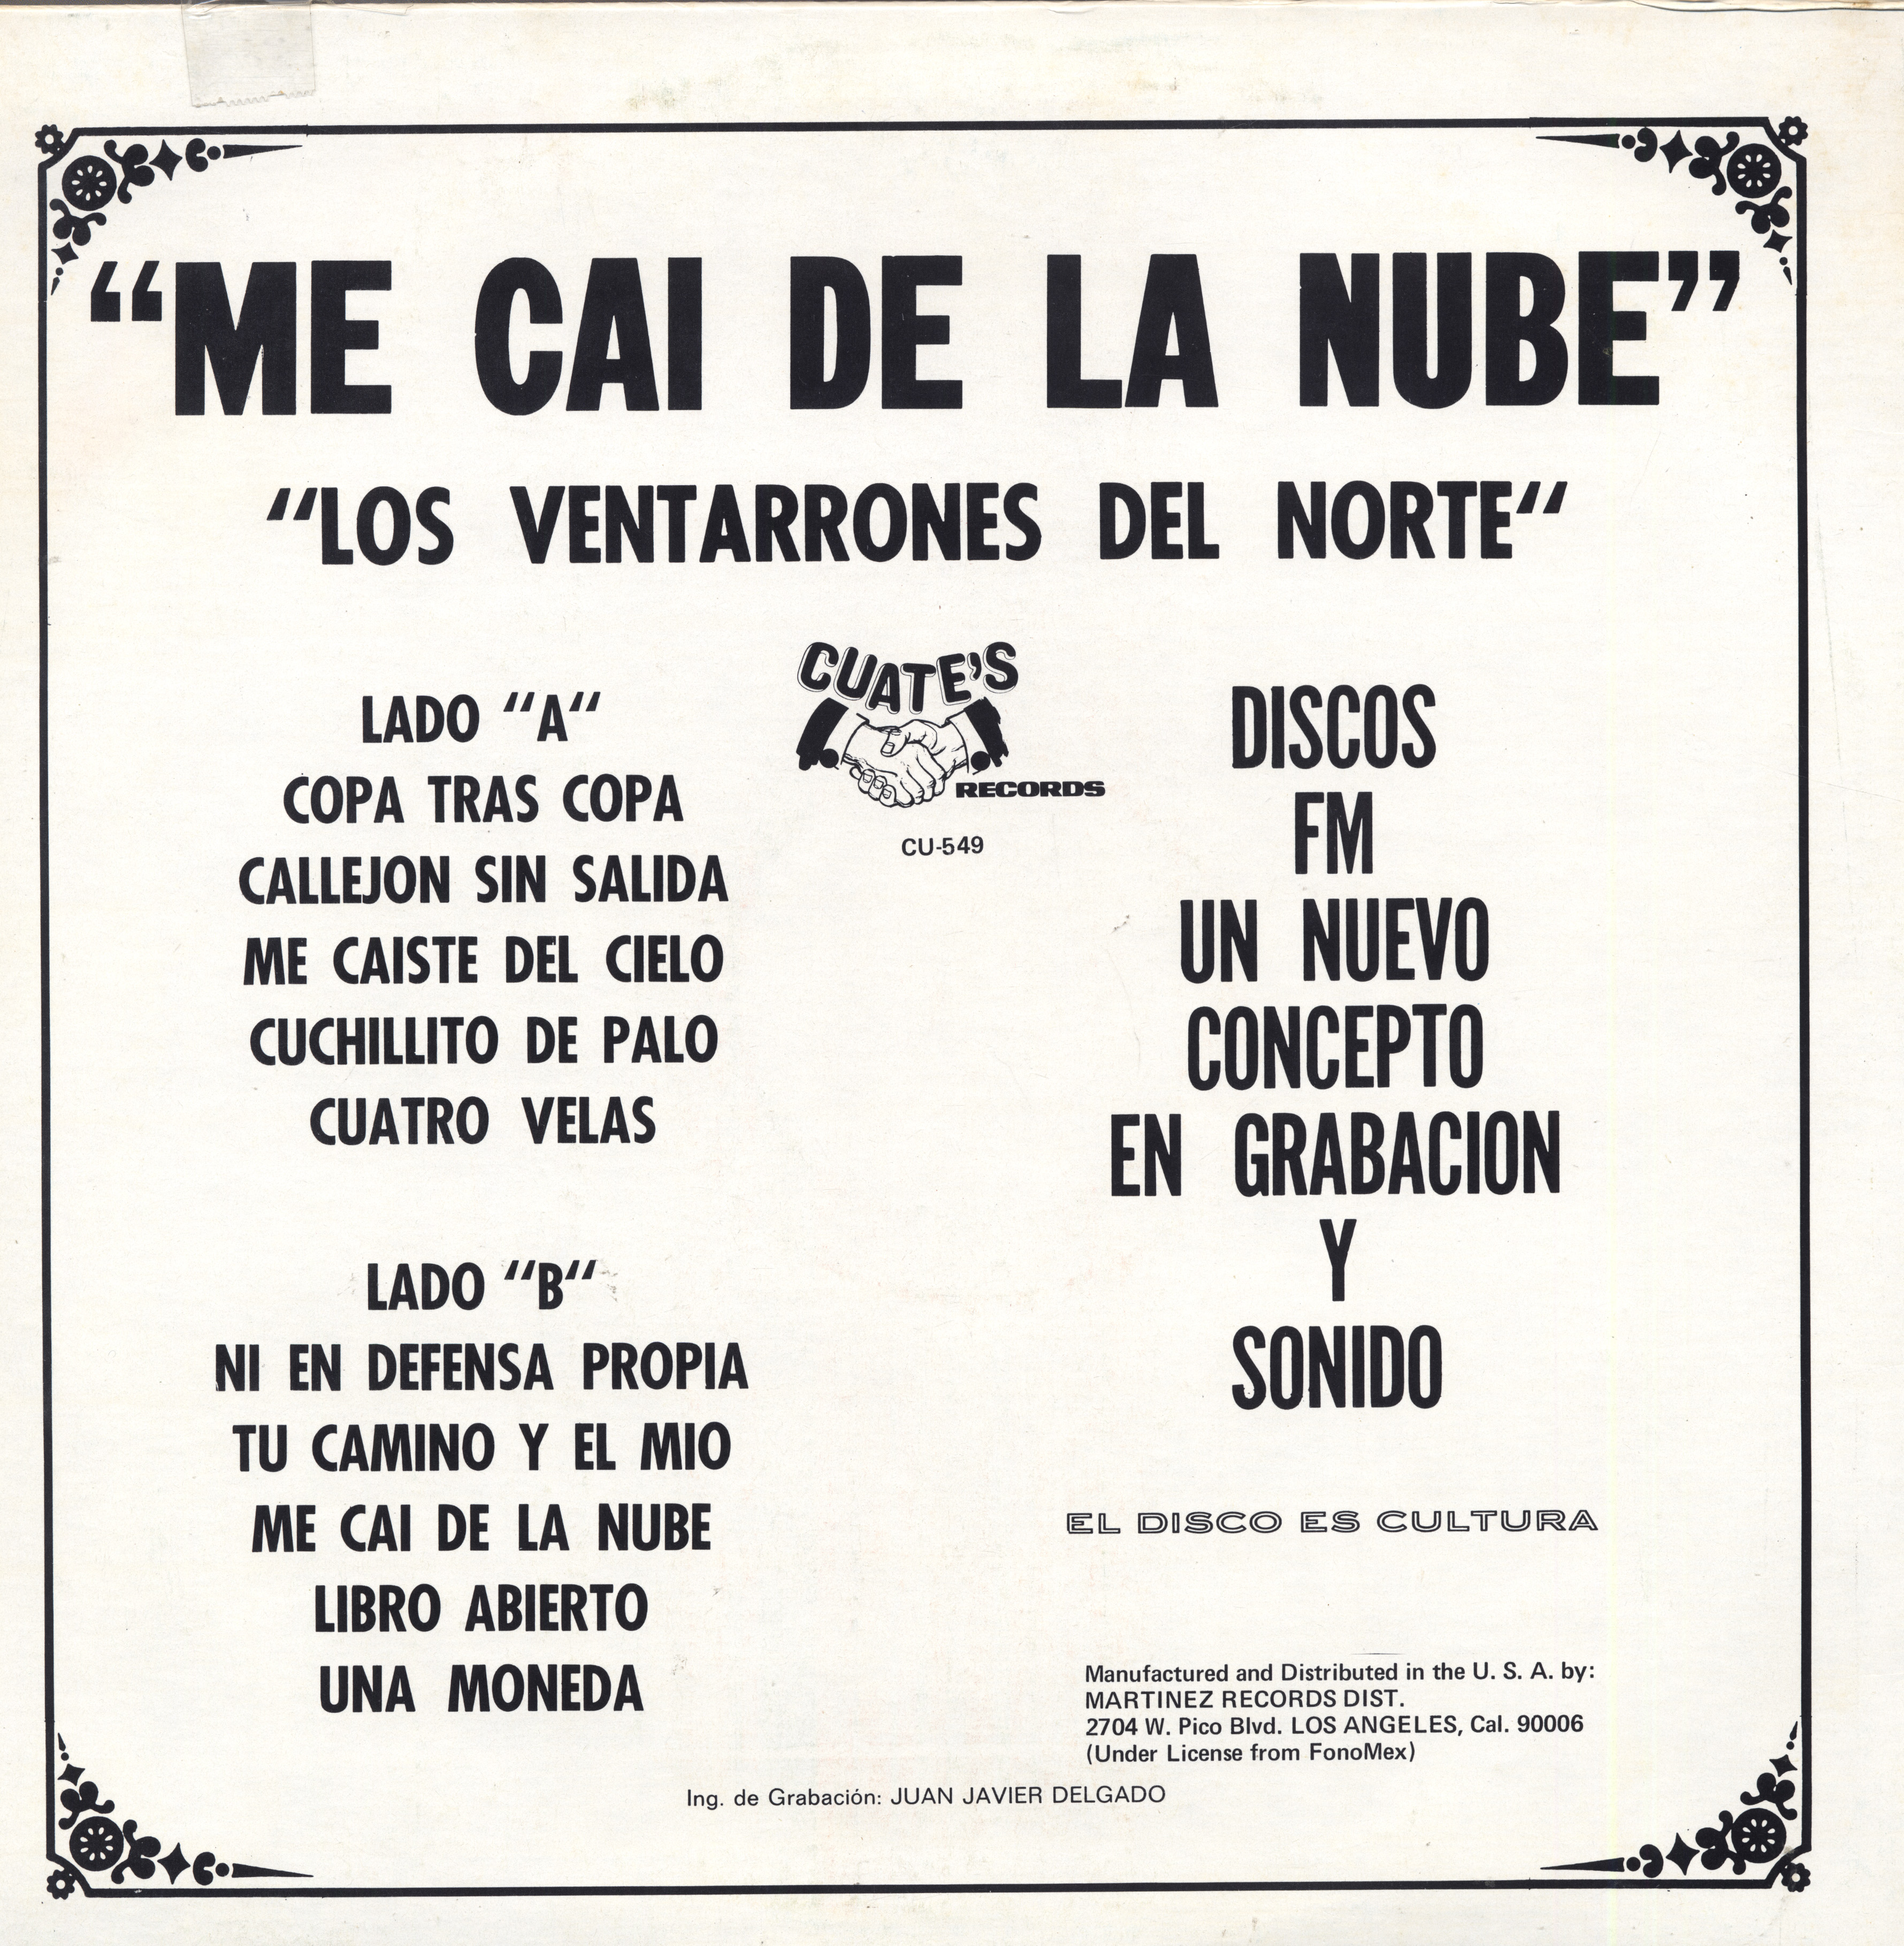 “ME CAI DE LA NUBE”
“LOS VENTARRONES DEL NORTE“
CUATE'S
RECORDS
CU-549
LADO “A“
COPA TRAS COPA
CALLEJON SIN SALIDA
ME CAISTE DEL CIELO
CUCHILLITO DE PALO
CUATRO VELAS
LADO “B“
NI EN DEFENSA PROPIA
TU CAMINO Y EL MIO
ME CAI DE LA NUBE
LIBRO ABIERTO
UNA MONEDA
DISCOS
FM
UN NUEVO
CONCEPTO
EN GRABACION
Y
SONIDO
EL DISCO ES CULTURA
Manufactured and Distributed in the U. S. A. by:
MARTINEZ RECORDS DIST.
2704 W. Pico Blvd. LOS ANGELES, Cal. 90006
(Under License from FonoMex)
Ing. de Grabación: JUAN JAVIER DELGADO